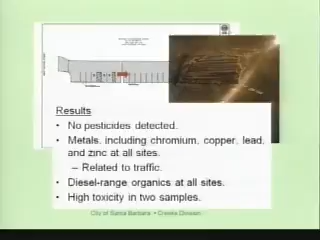 Results
• No pesticides detected.
• Metals, including chromium, copper, lead,
and zinc at all sites.
– Related to traffic.
• Diesel-range organics at all sites.
• High toxicity in two samples.
City of Santa Barbara • Creeks Division